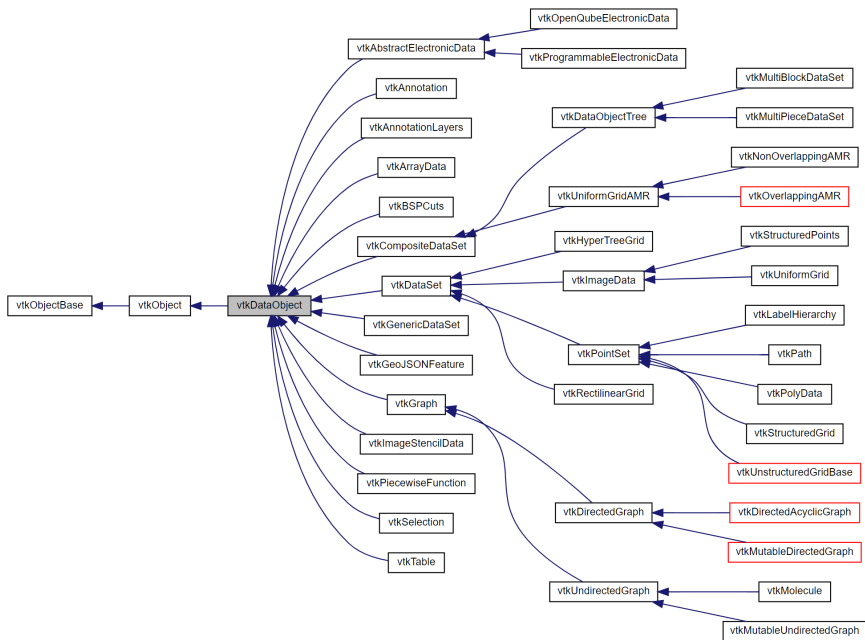 vtkOpenQubeElectronicData
vtkAbstractElectronicData
vtkProgrammableElectronicData
vtkMultiBlockDataSet
vtkAnnotation
vtkDataObjectTree
vtkMultiPieceDataSet
vtkAnnotationLayers
vtkNonOverlappingAMR
vtkArrayData
vtkUniformGridAMR
vtkOverlappingAMR
vtkBSPCuts
vtkStructuredPoints
vtkCompositeDataSet
vtkHyperTreeGrid
vtkUniformGrid
vtkDataSet
vtkImageData
vtkObjectBase
vtkObject
vtkDataObject
vtkLabelHierarchy
vtkGenericDataSet
vtkPointSet
vtkPath
vtkGeoJSONFeature
vtkRectilinearGrid
vtkPolyData
vtkGraph
vtkStructuredGrid
vtkImageStencilData
vtkUnstructuredGridBase
vtkPiecewiseFunction
vtkDirectedGraph
vtkDirectedAcyclicGraph
vtkSelection
vtkMutableDirectedGraph
vtkTable
vtkUndirectedGraph
vtkMolecule
vtkMutableUndirectedGraph